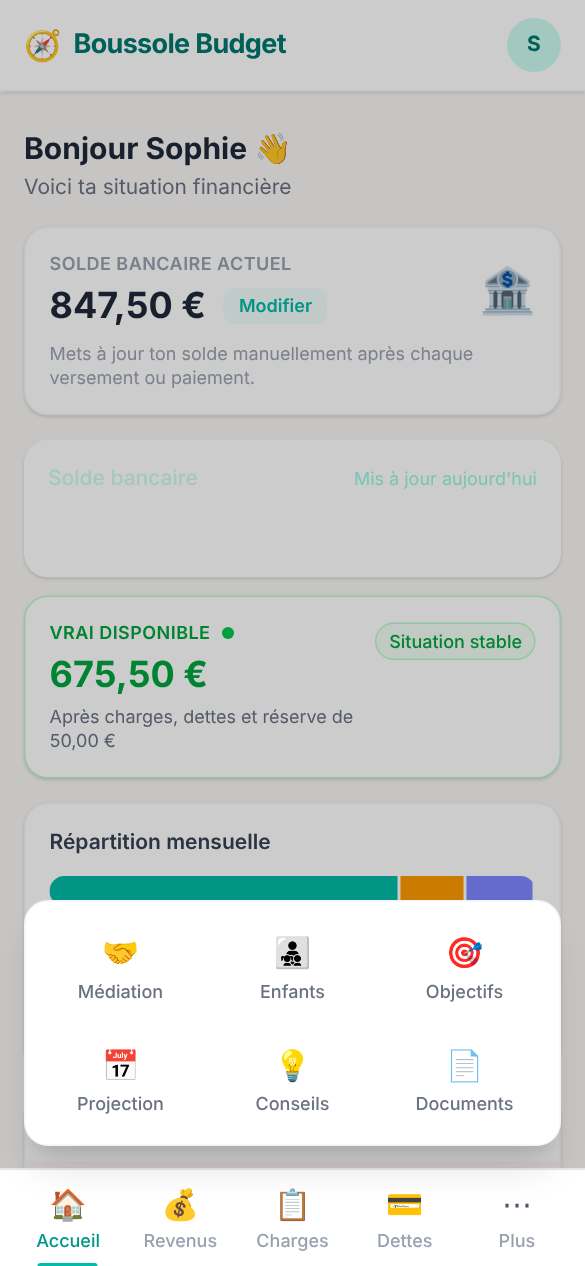 Boussole Budget
S
Bonjour Sophie 👋
Voici ta situation financière
SOLDE BANCAIRE ACTUEL
847,50 €
Modifier
Mets à jour ton solde manuellement après chaque
versement ou paiement.
Solde bancaire
Mis à jour aujourd'hui
VRAI DISPONIBLE
Situation stable
675,50 €
Après charges, dettes et réserve de
50,00 €
Répartition mensuelle
Médiation
Enfants
Objectifs
July
17
Projection
Conseils
Documents
Accueil
Revenus
Charges
Dettes
Plus